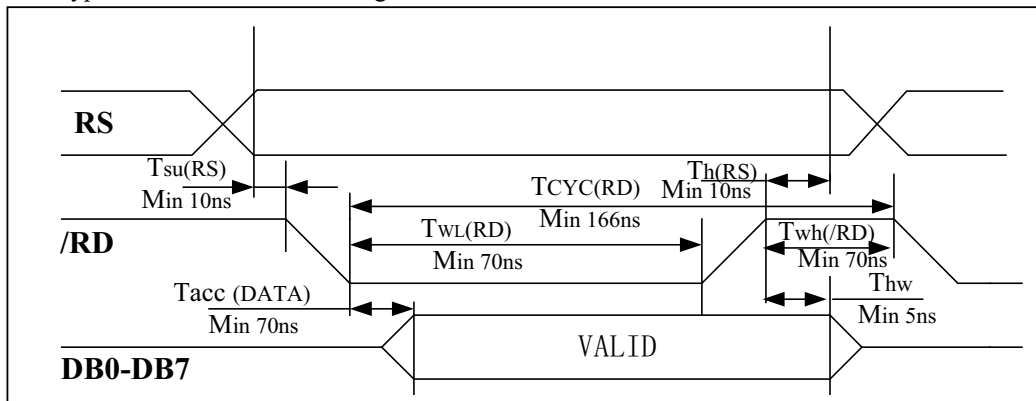 RS
Tsu(RS)
Min 10ns
Th(RS)
Min 10ns
TCYC(RD)
Min 166ns
/RD
TWL(RD)
Min 70ns
Twh(/RD)
Min 70ns
Tacc (DATA)
Min 70ns
Thw
Min 5ns
VALID
DB0-DB7